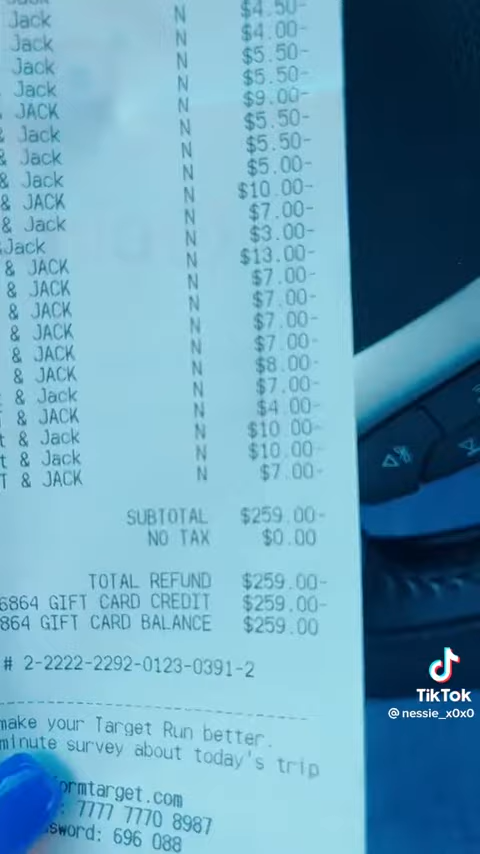 Jack
Jack N $4.50-
Jack N $4.00-
Jack N $5.50-
Jack N $5.50-
JACK N $9.00-
& Jack N $5.50-
& Jack N $5.50-
& Jack N $5.00-
& JACK N $10.00-
& Jack N $7.00-
&Jack N $3.00-
& JACK N $13.00-
& JACK N $7.00-
& JACK N $7.00-
& JACK N $7.00-
& JACK N $7.00-
& JACK N $8.00-
& Jack N $7.00-
& JACK N $4.00-
t & Jack N $10.00-
t & Jack N $10.00-
T & JACK N $7.00-
SUBTOTAL $259.00-
NO TAX $0.00
TOTAL REFUND $259.00-
6864 GIFT CARD CREDIT $259.00-
864 GIFT CARD BALANCE $259.00
# 2-2222-2292-0123-0391-2
make your Target Run better.
minute survey about today's trip
ormtarget.com
: 7777 7770 8987
sword: 696 088
TikTok
@nessie_x0x0